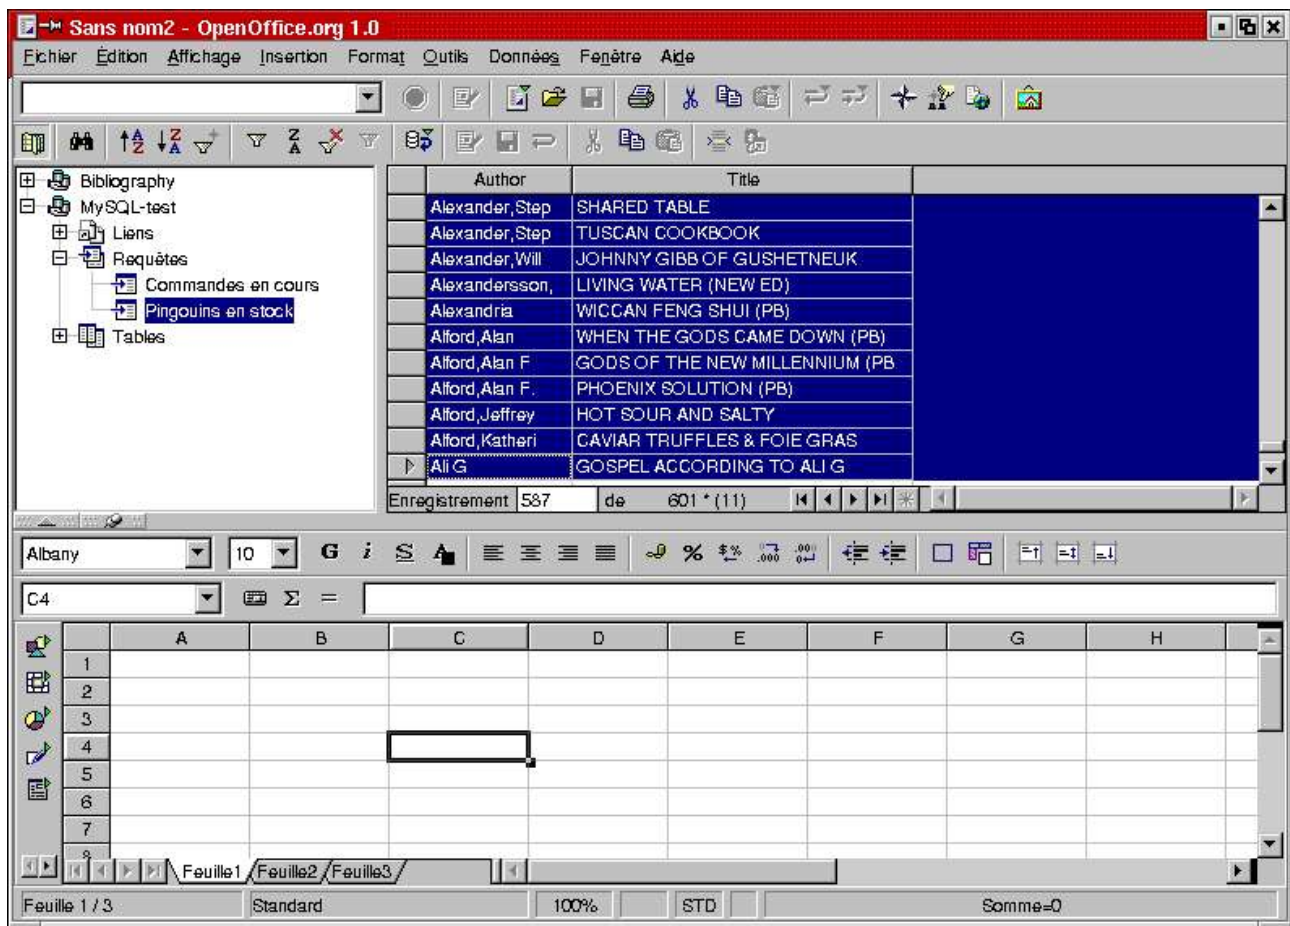 Sans nom2 - OpenOffice.org 1.0
Fichier Édition Affichage Insertion Format Outils Données Fenêtre Aide
Bibliography
MySQL-test
Liens
Requêtes
Commandes en cours
Pingouins en stock
Tables
Author Title
Alexander,Step SHARED TABLE
Alexander,Step TUSCAN COOKBOOK
Alexander,Will JOHNNY GIBB OF GUSHETNEUK
Alexandersson, LIVING WATER (NEW ED)
Alexandria WICCAN FENG SHUI (PB)
Alford,Alan WHEN THE GODS CAME DOWN (PB)
Alford,Alan F GODS OF THE NEW MILLENNIUM (PB
Alford,Alan F. PHOENIX SOLUTION (PB)
Alford,Jeffrey HOT SOUR AND SALTY
Alford,Katheri CAVIAR TRUFFLES & FOIE GRAS
Ali G GOSPEL ACCORDING TO ALI G
Enregistrement 587 de 601 * (11)
Albany 10 G i S A % $% .000 .000
C4 Σ =
A B C D E F G H
1
2
3
4
5
6
7
8
Feuille1 Feuille2 Feuille3
Feuille 1 / 3 Standard 100% STD Somme=0